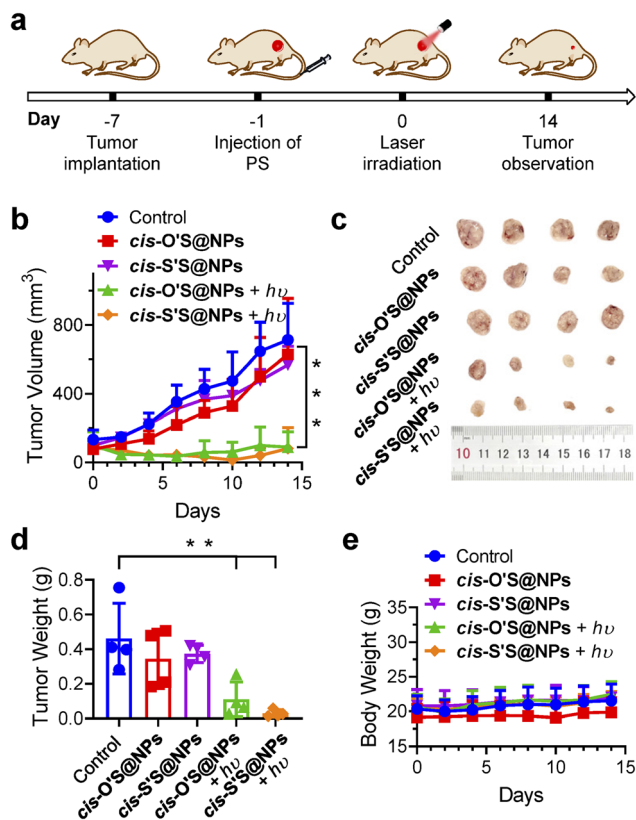 a
Day
-7
-1
0
14
Tumor
implantation
Injection of
PS
Laser
irradiation
Tumor
observation
b
Control
cis-O'S@NPs
cis-S'S@NPs
cis-O'S@NPs + hυ
cis-S'S@NPs + hυ
Tumor Volume (mm³)
800
400
0
* * *
0 5 10 15
Days
c
Control
cis-O'S@NPs
cis-S'S@NPs
cis-O'S@NPs
+ hυ
cis-S'S@NPs
+ hυ
10 11 12 13 14 15 16 17 18
d
Tumor Weight (g)
0.8
0.6
0.4
0.2
0.0
* *
Control
cis-O'S@NPs
cis-S'S@NPs
cis-O'S@NPs
+ hυ
cis-S'S@NPs
+ hυ
e
Control
cis-O'S@NPs
cis-S'S@NPs
cis-O'S@NPs + hυ
cis-S'S@NPs + hυ
Body Weight (g)
35
30
25
20
15
0 5 10 15
Days